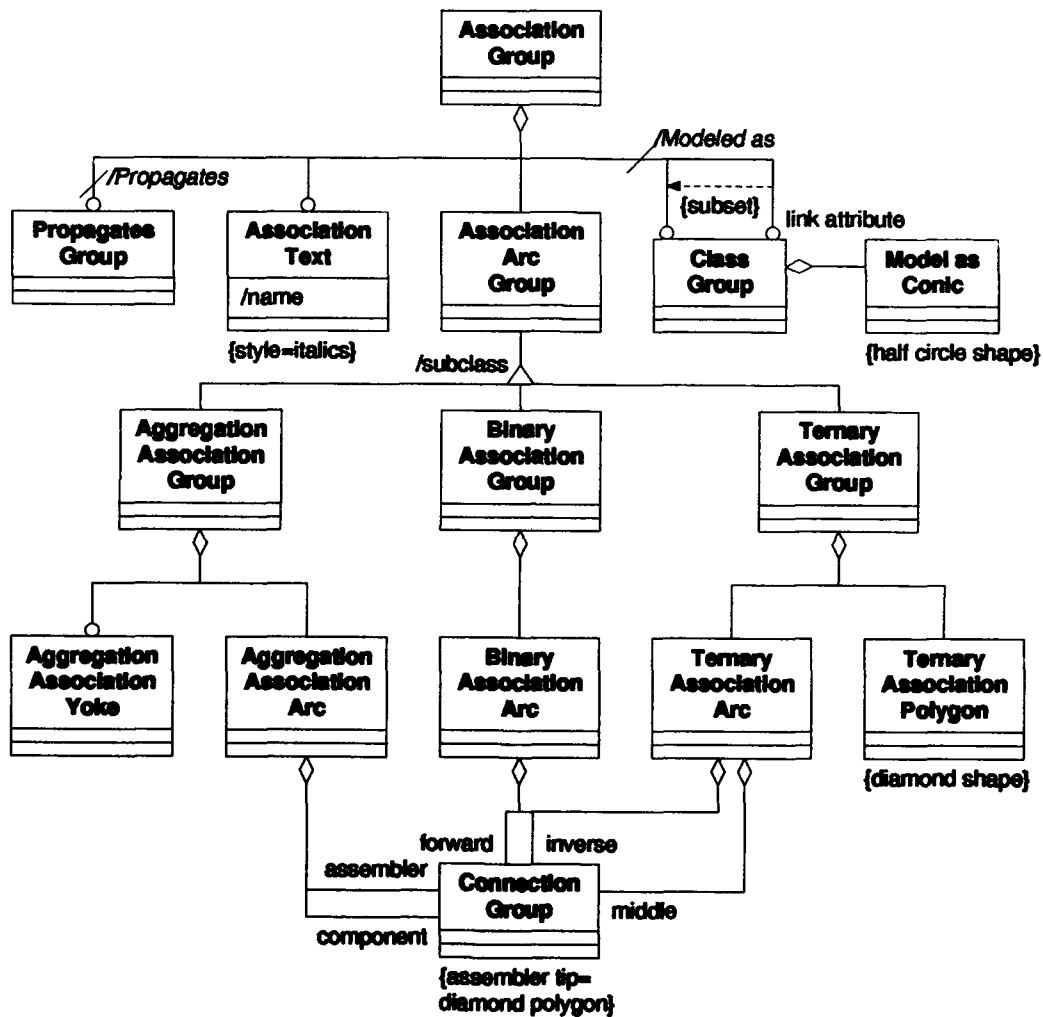 Association
Group
/Modeled as
/Propagates
{subset}
link attribute
Propagates
Group
Association
Text
/name
{style=italics}
Association
Arc
Group
Class
Group
Model as
Conic
{half circle shape}
/subclass
Aggregation
Association
Group
Binary
Association
Group
Ternary
Association
Group
Aggregation
Association
Yoke
Aggregation
Association
Arc
Binary
Association
Arc
Ternary
Association
Arc
Ternary
Association
Polygon
{diamond shape}
forward
inverse
assembler
component
Connection
Group
middle
{assembler tip=
diamond polygon}